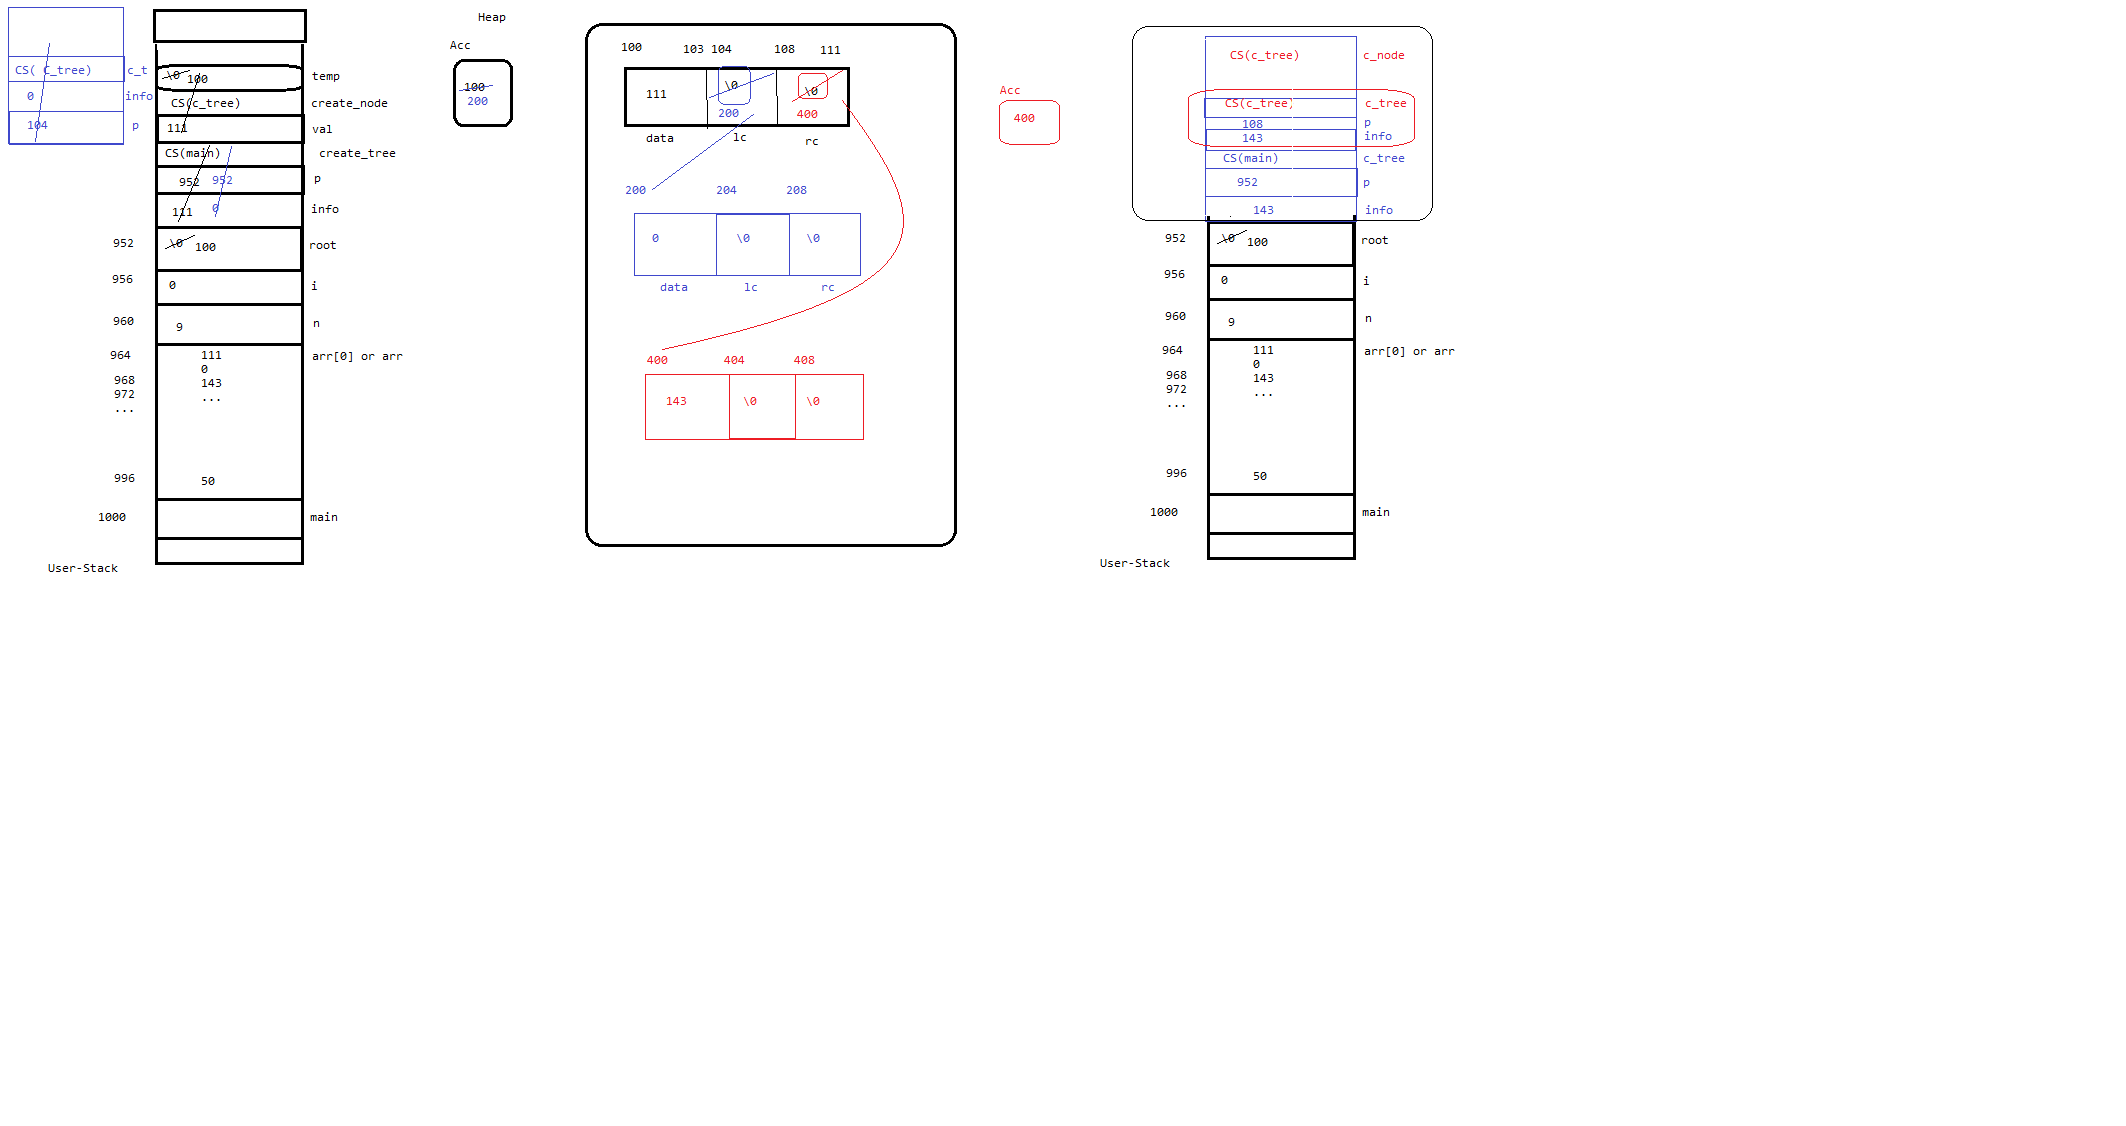 CS( C_tree) c_t
0 info
104 p
\0 100 temp
CS(c_tree) create_node
111 val
CS(main) create_tree
952 952 p
111 0 info
952 \0 100 root
956 0 i
960 9 n
964 111 arr[0] or arr
0
968 143
972 ...
...
996 50
1000 main
User-Stack
Heap
Acc
100
200
100 103 104 108 111
111 \0 \0
200 400
data lc rc
200 204 208
0 \0 \0
data lc rc
400 404 408
143 \0 \0
Acc
400
CS(c_tree) c_node
CS(c_tree) c_tree
108 p
143 info
CS(main) c_tree
952 p
143 info
952 \0 100 root
956 0 i
960 9 n
964 111 arr[0] or arr
0
968 143
972 ...
...
996 50
1000 main
User-Stack